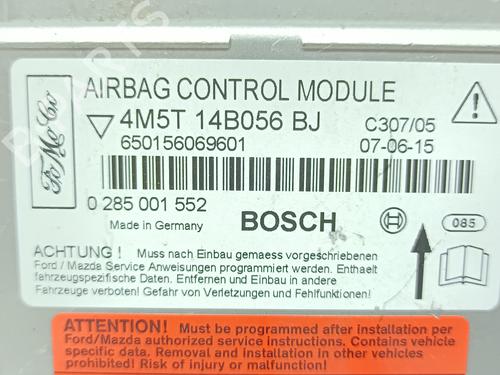 FoMoCo
AIRBAG CONTROL MODULE
4M5T 14B056 BJ
C307/05
650156069601
07-06-15
0 285 001 552
Made in Germany
BOSCH
085
ACHTUNG ! Muss nach Einbau gemaess vorgeschriebenen
Ford / Mazda Service Anweisungen programmiert werden. Enthaelt
fahrzeugspezifische Daten. Entfernen und Einbau in andere
Fahrzeuge verboten! Gefahr von Verletzungen und Fehlfunktionen!
ATTENTION! Must be programmed after installation per
Ford/Mazda authorized service instructions. Contains vehicle
specific data. Removal and installation in other vehicles
prohibited! Risk of injury or malfunction!